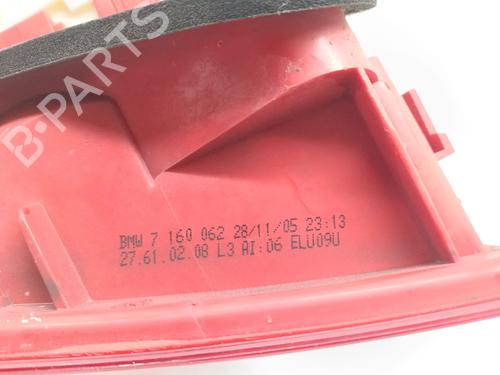 B-PARTS
BMW 7 160 062 28/11/05 23:13
27.61.02.08 L3 AI:06 ELU09U